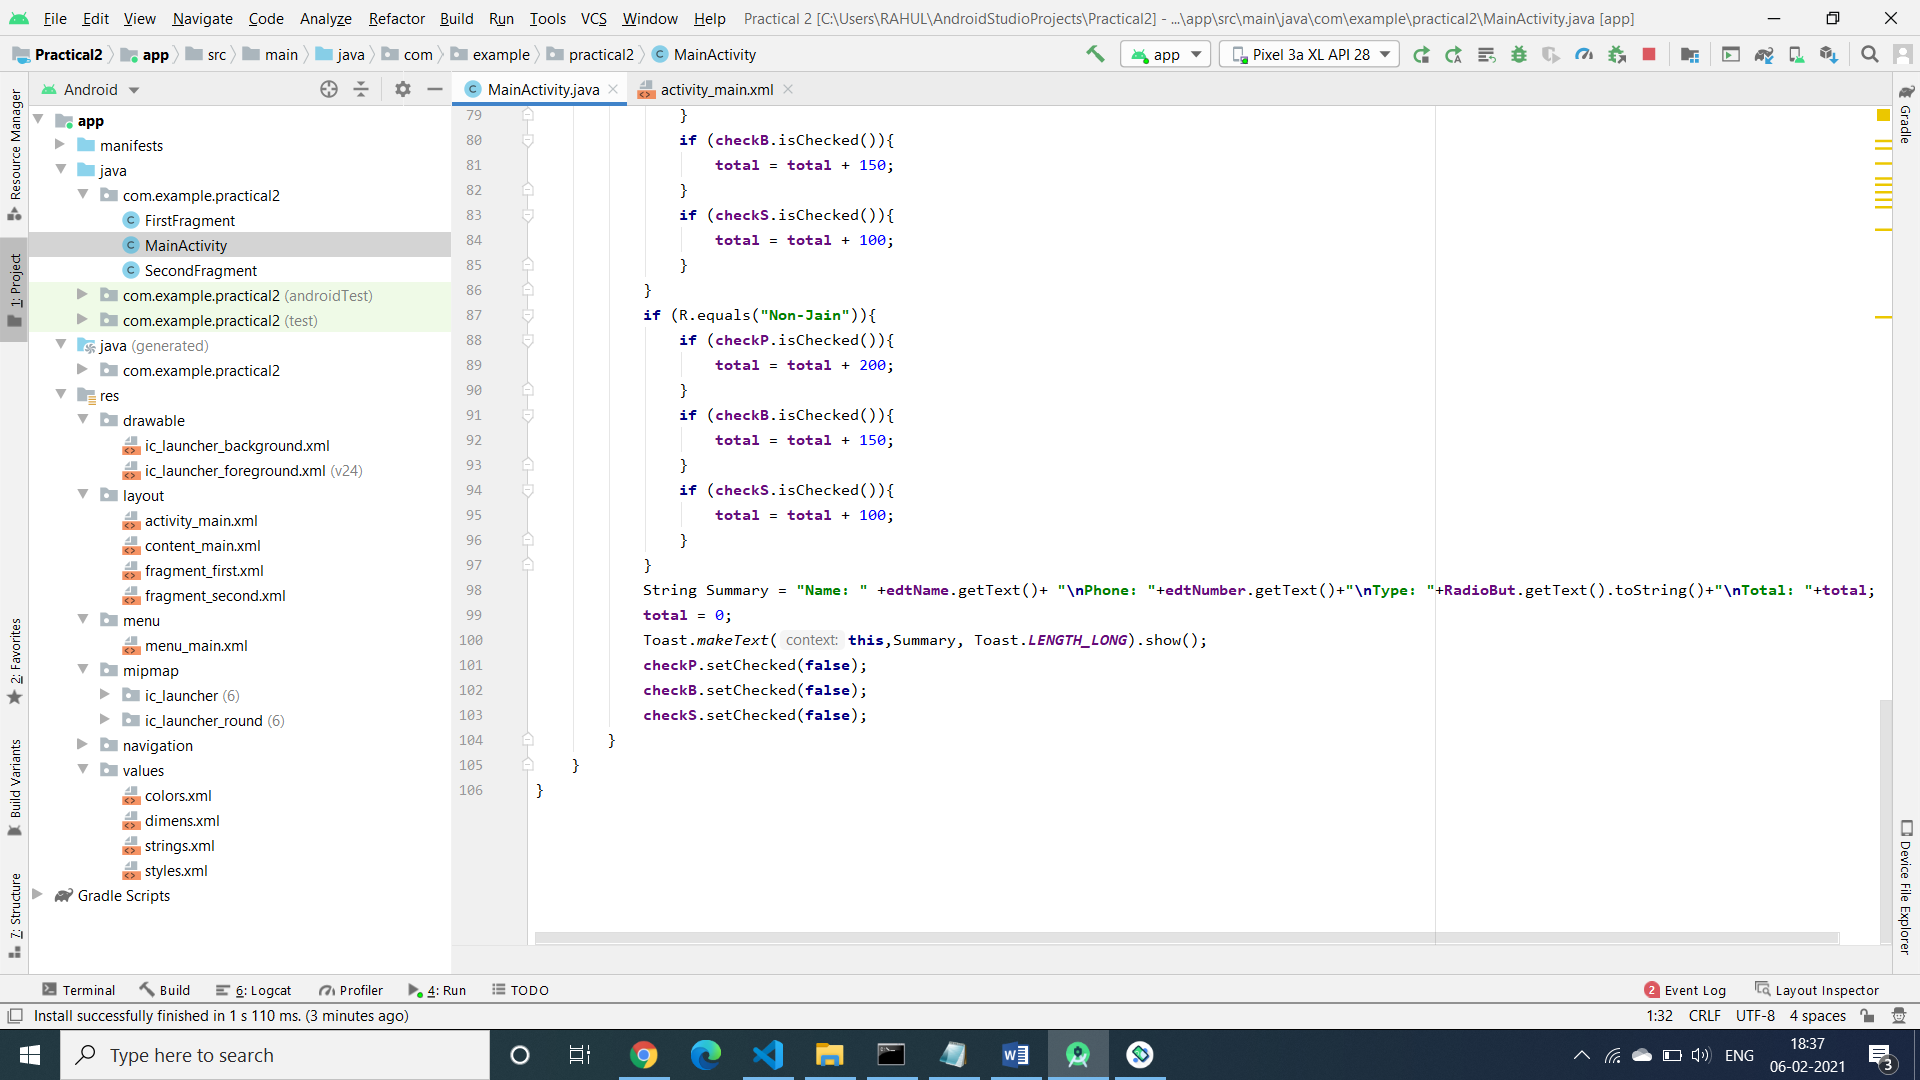 File Edit View Navigate Code Analyze Refactor Build Run Tools VCS Window Help Practical 2 [C:\Users\RAHUL\AndroidStudioProjects\Practical2] - ...\app\src\main\java\com\example\practical2\MainActivity.java [app]
Practical2 app src main java com example practical2 MainActivity app Pixel 3a XL API 28
Android MainActivity.java activity_main.xml
Resource Manager
1: Project
2: Favorites
Build Variants
7: Structure
app
manifests
java
com.example.practical2
FirstFragment
MainActivity
SecondFragment
com.example.practical2 (androidTest)
com.example.practical2 (test)
java (generated)
com.example.practical2
res
drawable
ic_launcher_background.xml
ic_launcher_foreground.xml (v24)
layout
activity_main.xml
content_main.xml
fragment_first.xml
fragment_second.xml
menu
menu_main.xml
mipmap
ic_launcher (6)
ic_launcher_round (6)
navigation
values
colors.xml
dimens.xml
strings.xml
styles.xml
Gradle Scripts
79 }
80 if (checkB.isChecked()){
81 total = total + 150;
82 }
83 if (checkS.isChecked()){
84 total = total + 100;
85 }
86 }
87 if (R.equals("Non-Jain")){
88 if (checkP.isChecked()){
89 total = total + 200;
90 }
91 if (checkB.isChecked()){
92 total = total + 150;
93 }
94 if (checkS.isChecked()){
95 total = total + 100;
96 }
97 }
98 String Summary = "Name: " +edtName.getText()+ "\nPhone: "+edtNumber.getText()+"\nType: "+RadioBut.getText().toString()+"\nTotal: "+total;
99 total = 0;
100 Toast.makeText( context: this,Summary, Toast.LENGTH_LONG).show();
101 checkP.setChecked(false);
102 checkB.setChecked(false);
103 checkS.setChecked(false);
104 }
105 }
106 }
Gradle
Device File Explorer
Terminal Build 6: Logcat Profiler 4: Run TODO 2 Event Log Layout Inspector
Install successfully finished in 1 s 110 ms. (3 minutes ago) 1:32 CRLF UTF-8 4 spaces
Type here to search ENG 18:37
06-02-2021 3